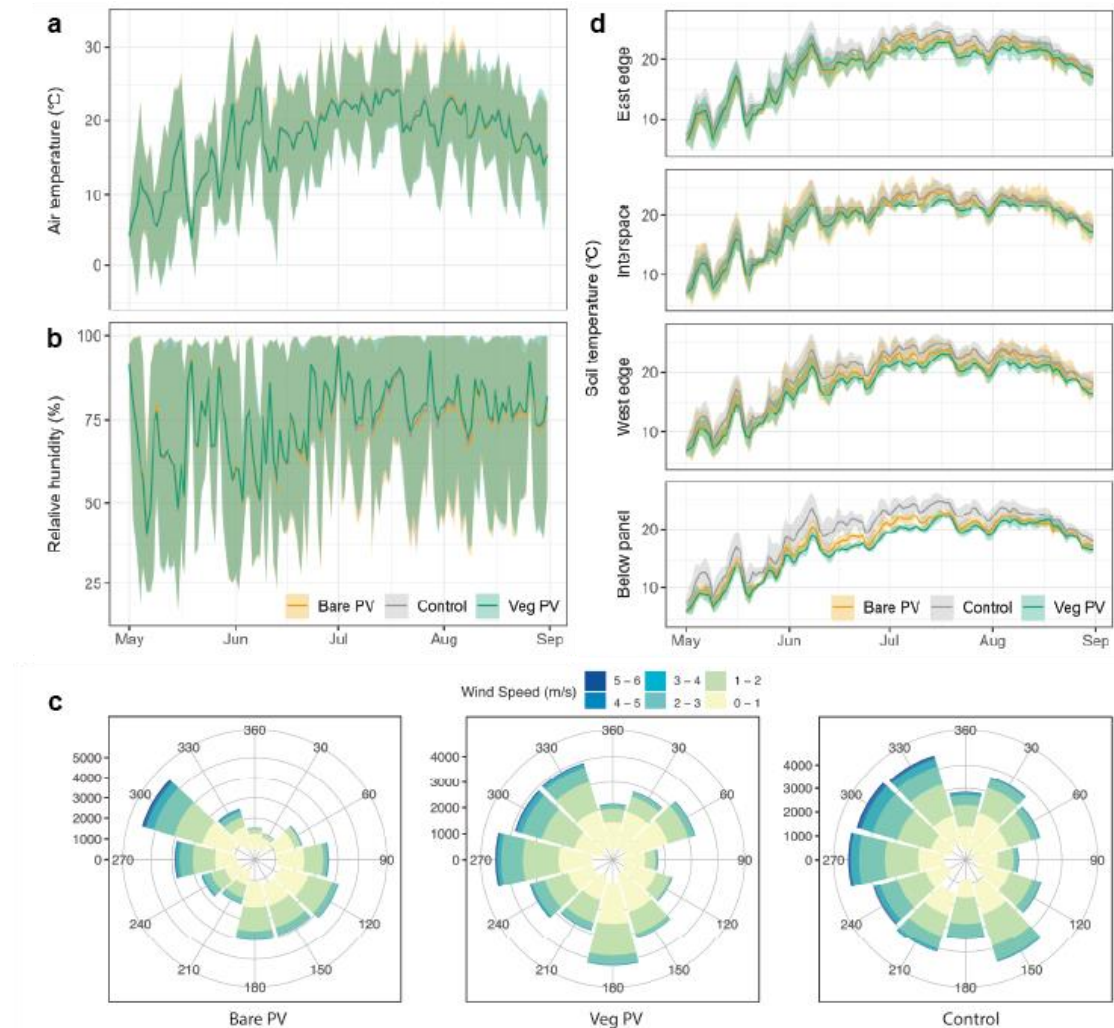 a
Air temperature (°C)
30
20
10
0
b
Relative humidity (%)
100
75
50
25
Bare PV
Control
Veg PV
May
Jun
Jul
Aug
Sep
d
Soil temperature (°C)
East edge
20
10
Interspace
20
10
West edge
20
10
Below panel
20
10
Bare PV
Control
Veg PV
May
Jun
Jul
Aug
Sep
c
Wind Speed (m/s)
5 – 6
3 – 4
1 – 2
4 – 5
2 – 3
0 – 1
5000
4000
3000
2000
1000
0
360
30
60
90
120
150
180
210
240
270
300
330
Bare PV
4000
3000
2000
1000
0
360
30
60
90
120
150
180
210
240
270
300
330
Veg PV
4000
3000
2000
1000
0
360
30
60
90
120
150
180
210
240
270
300
330
Control